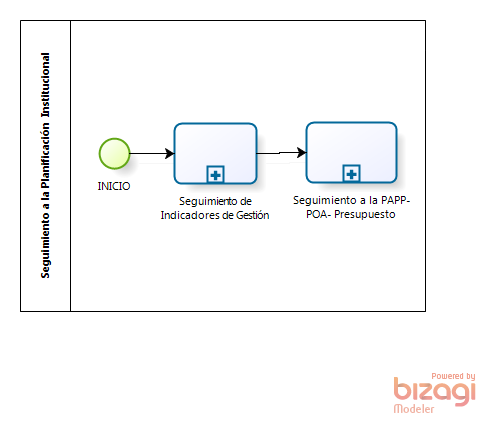 Seguimiento a la Planificación Institucional
INICIO
Seguimiento de
Indicadores de Gestión
Seguimiento a la PAPP-
POA- Presupuesto
Powered by
bizagi
Modeler